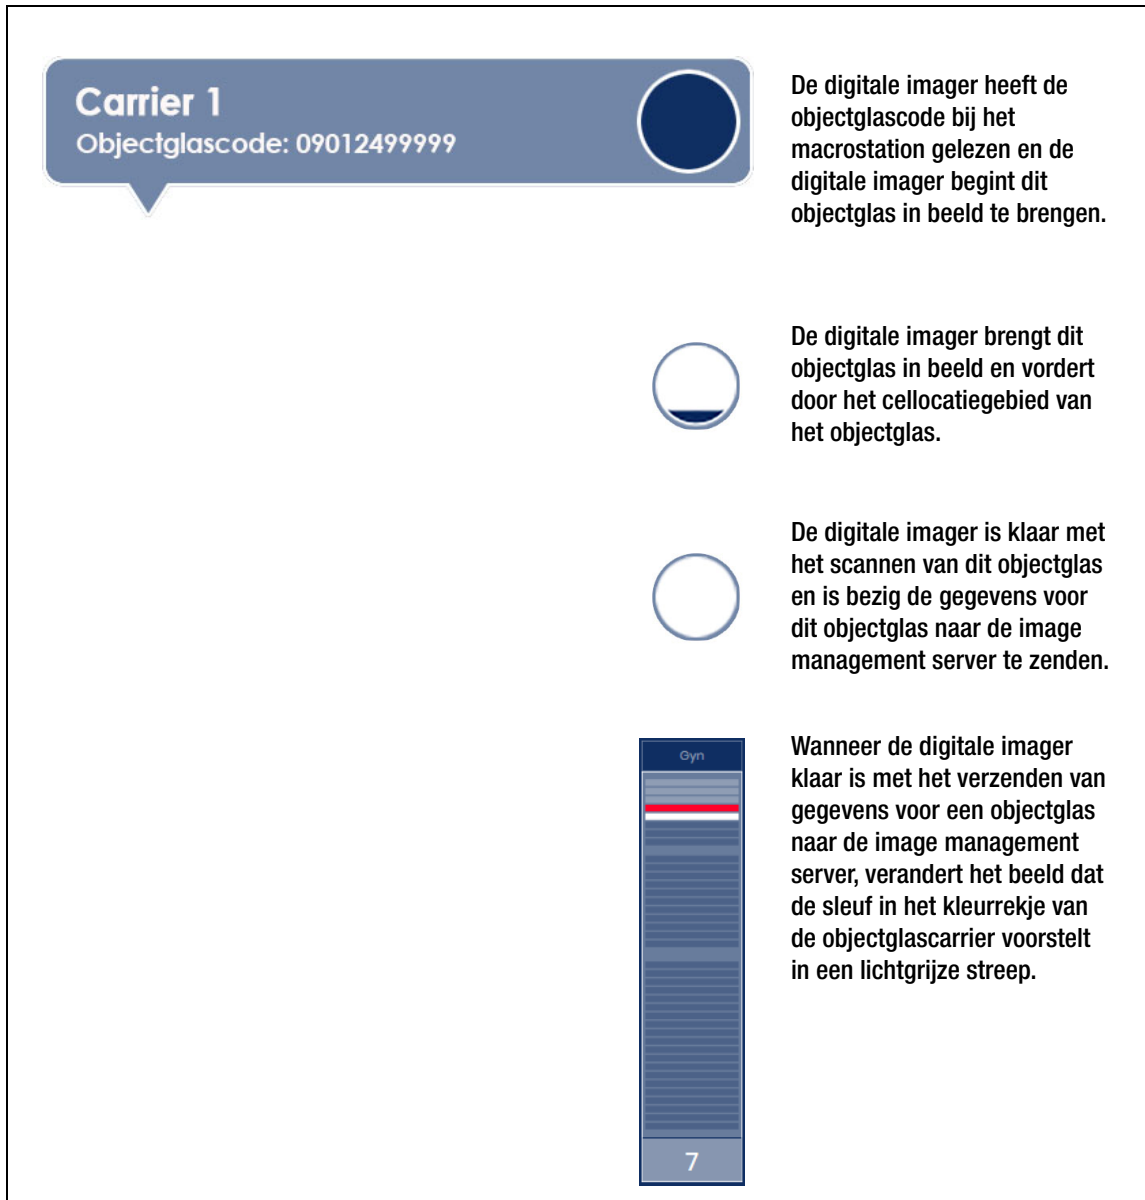 Carrier 1
Objectglascode: 09012499999
De digitale imager heeft de
objectglascode bij het
macrostation gelezen en de
digitale imager begint dit
objectglas in beeld te brengen.
De digitale imager brengt dit
objectglas in beeld en vordert
door het cellocatiegebied van
het objectglas.
De digitale imager is klaar met
het scannen van dit objectglas
en is bezig de gegevens voor
dit objectglas naar de image
management server te zenden.
Gyn
7
Wanneer de digitale imager
klaar is met het verzenden van
gegevens voor een objectglas
naar de image management
server, verandert het beeld dat
de sleuf in het kleurrekje van
de objectglascarrier voorstelt
in een lichtgrijze streep.